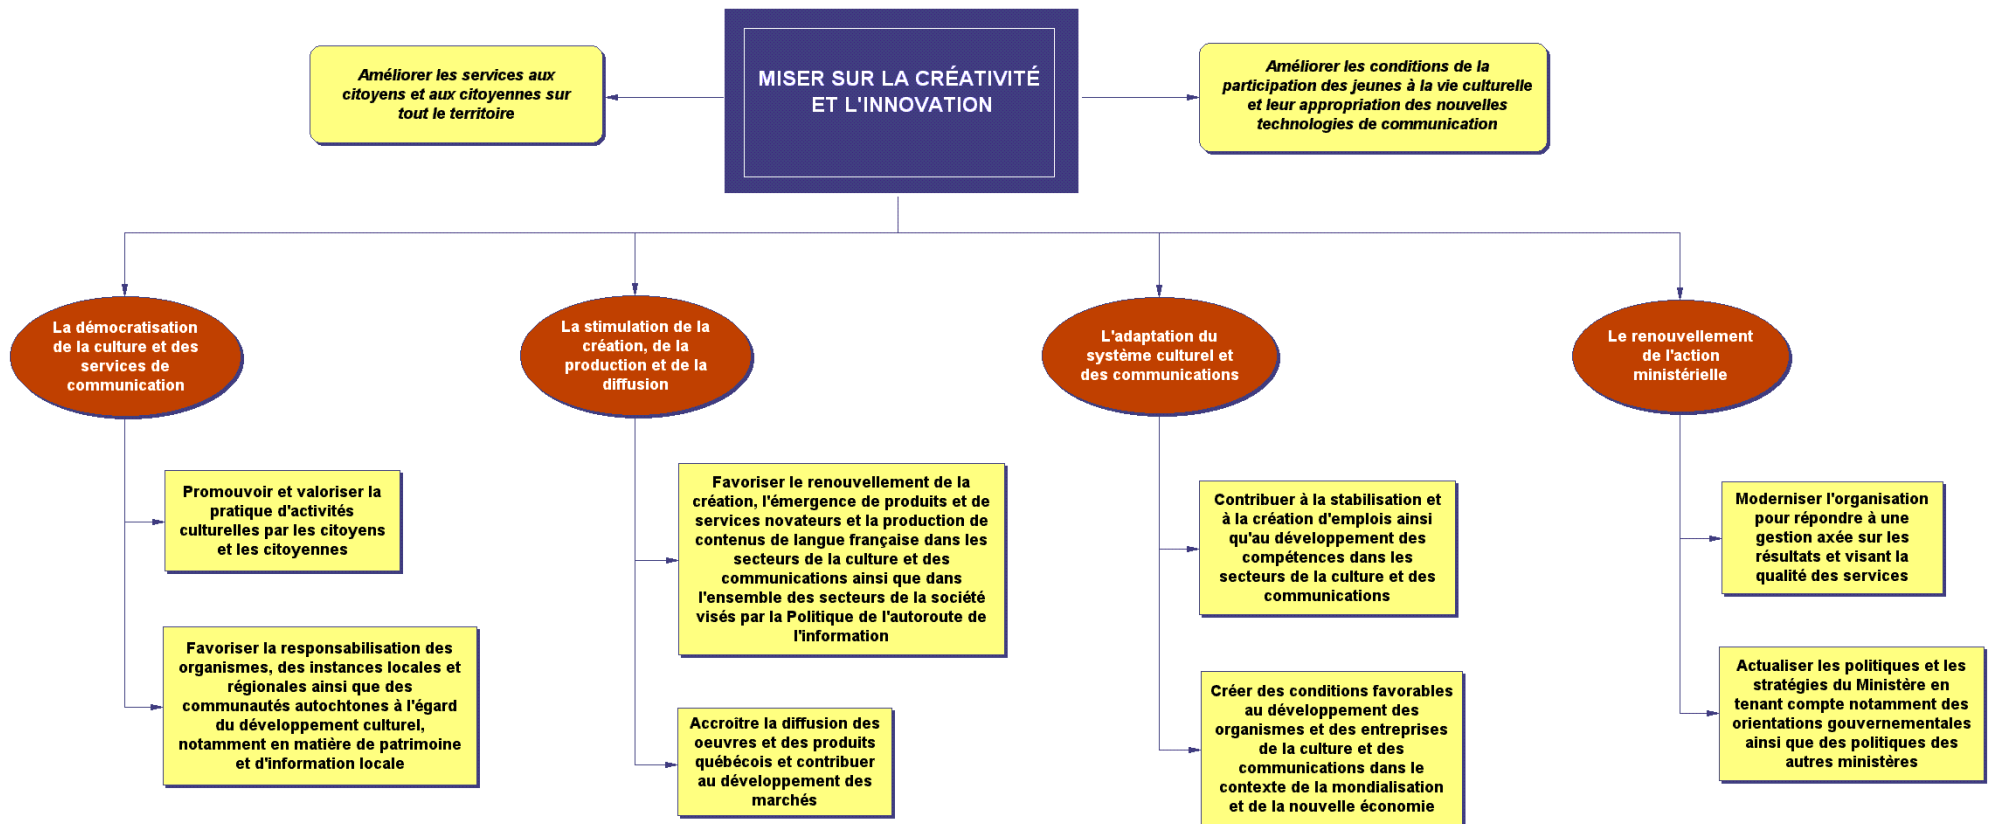 MISER SUR LA CRÉATIVITÉ
ET L'INNOVATION
Améliorer les services aux
citoyens et aux citoyennes sur
tout le territoire
Améliorer les conditions de la
participation des jeunes à la vie culturelle
et leur appropriation des nouvelles
technologies de communication
La démocratisation
de la culture et des
services de
communication
La stimulation de la
création, de la
production et de la
diffusion
L'adaptation du
système culturel et
des communications
Le renouvellement
de l'action
ministérielle
Promouvoir et valoriser la
pratique d'activités
culturelles par les citoyens
et les citoyennes
Favoriser la responsabilisation des
organismes, des instances locales et
régionales ainsi que des
communautés autochtones à l'égard
du développement culturel,
notamment en matière de patrimoine
et d'information locale
Favoriser le renouvellement de la
création, l'émergence de produits et de
services novateurs et la production de
contenus de langue française dans les
secteurs de la culture et des
communications ainsi que dans
l'ensemble des secteurs de la société
visés par la Politique de l'autoroute de
l'information
Accroître la diffusion des
oeuvres et des produits
québécois et contribuer
au développement des
marchés
Contribuer à la stabilisation et
à la création d'emplois ainsi
qu'au développement des
compétences dans les
secteurs de la culture et des
communications
Créer des conditions favorables
au développement des
organismes et des entreprises
de la culture et des
communications dans le
contexte de la mondialisation
et de la nouvelle économie
Moderniser l'organisation
pour répondre à une
gestion axée sur les
résultats et visant la
qualité des services
Actualiser les politiques et les
stratégies du Ministère en
tenant compte notamment des
orientations gouvernementales
ainsi que des politiques des
autres ministères